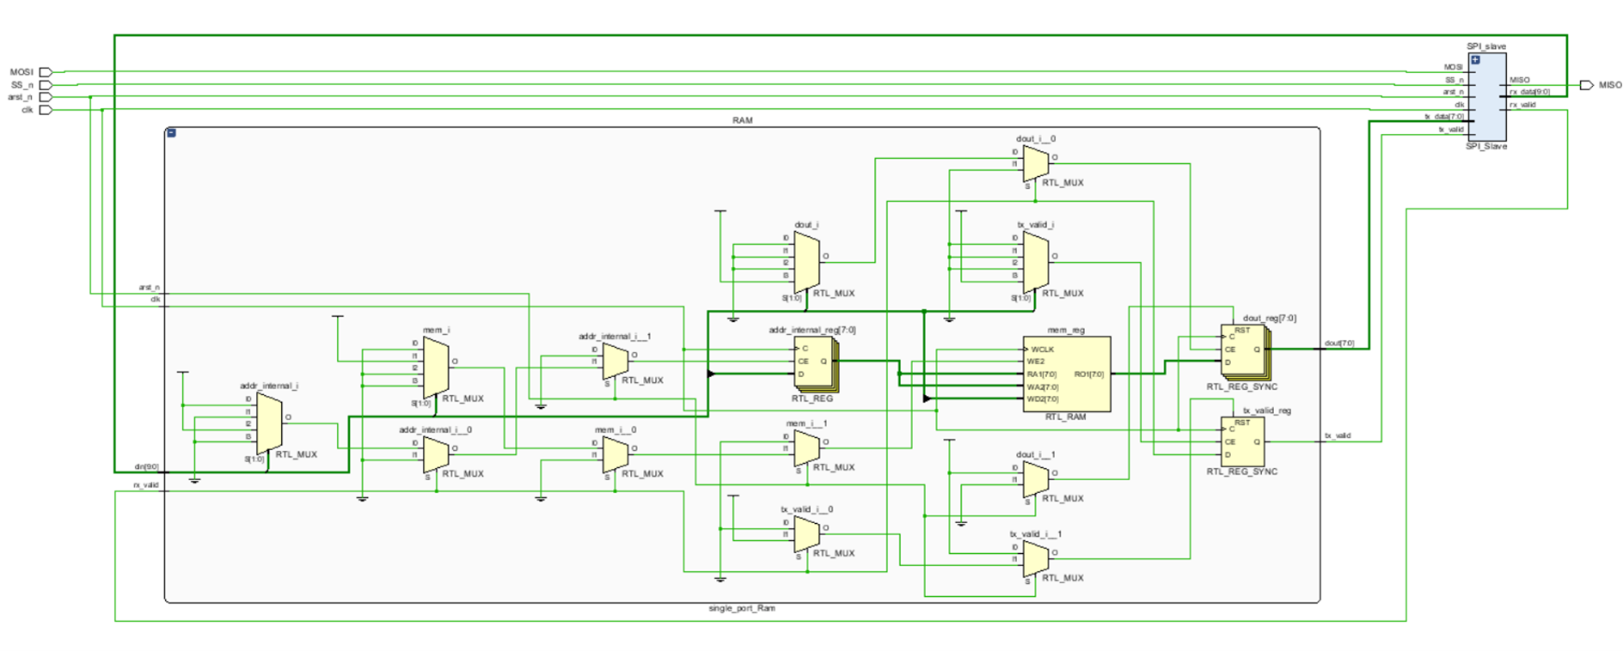 SPI_slave
MOSI
SS_n
arst_n
clk
MOSI
SS_n
arst_n
clk
tx_data[7:0]
tx_valid
MISO
rx_data[9:0]
rx_valid
SPI_Slave
MISO
RAM
dout_i__0
I0
I1
S
O
RTL_MUX
dout_i
I0
I1
I2
I3
S[1:0]
O
RTL_MUX
tx_valid_i
I0
I1
I2
I3
S[1:0]
O
RTL_MUX
arst_n
clk
mem_i
I0
I1
I2
I3
S[1:0]
O
RTL_MUX
addr_internal_i__1
I0
I1
S
O
RTL_MUX
addr_internal_reg[7:0]
C
CE
D
Q
RTL_REG
mem_reg
WCLK
WE2
RA1[7:0]
WA2[7:0]
WD2[7:0]
RO1[7:0]
RTL_RAM
dout_reg[7:0]
RST
C
CE
D
Q
RTL_REG_SYNC
dout[7:0]
addr_internal_i
I0
I1
I2
I3
S[1:0]
O
RTL_MUX
addr_internal_i__0
I0
I1
S
O
RTL_MUX
mem_i__0
I0
I1
S
O
RTL_MUX
mem_i__1
I0
I1
S
O
RTL_MUX
tx_valid_reg
RST
C
CE
D
Q
RTL_REG_SYNC
tx_valid
din[9:0]
rx_valid
dout_i__1
I0
I1
S
O
RTL_MUX
tx_valid_i__0
I0
I1
S
O
RTL_MUX
tx_valid_i__1
I0
I1
S
O
RTL_MUX
single_port_Ram